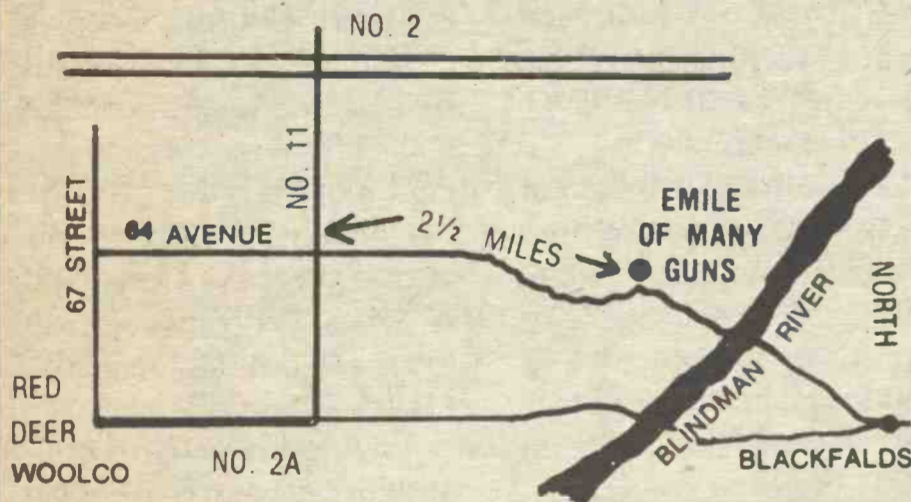 NO. 2
NO. 11
67 STREET
64 AVENUE
2½ MILES
EMILE
OF MANY
GUNS
NORTH
BLINDMAN RIVER
RED
DEER
WOOLCO
NO. 2A
BLACKFALDS